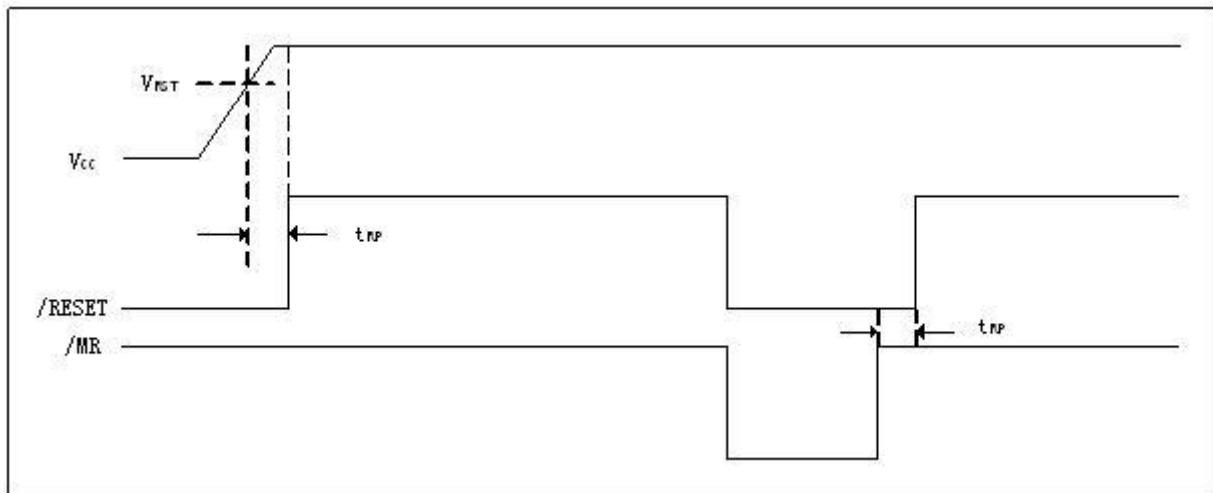 VRST
VCC
tRP
/RESET
tRP
/MR